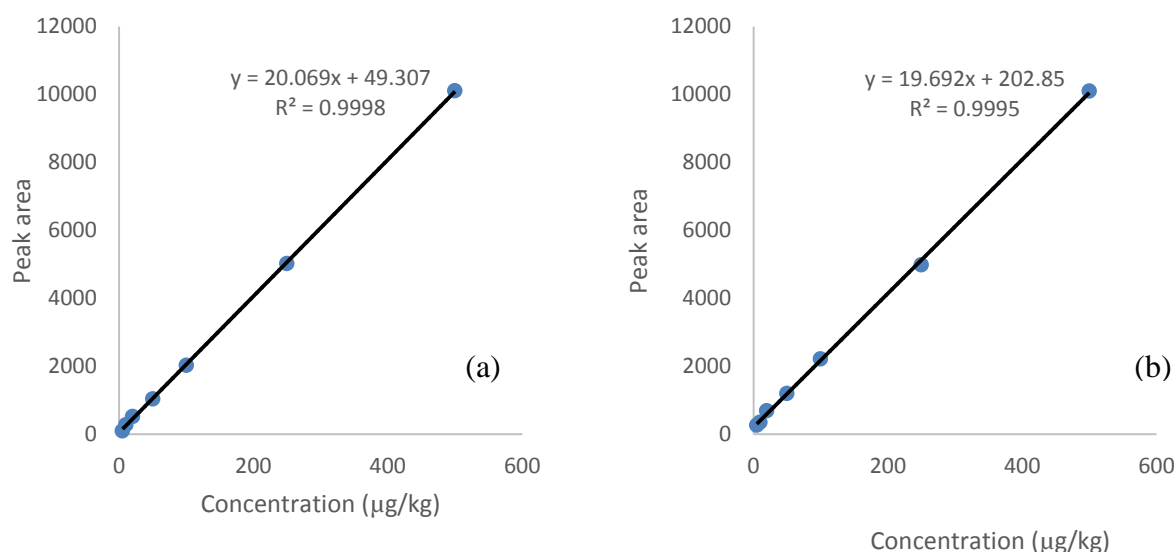 12000
10000
8000
6000
4000
2000
0
Peak area
y = 20.069x + 49.307
R² = 0.9998
(a)
0 200 400 600
Concentration (µg/kg)
12000
10000
8000
6000
4000
2000
0
Peak area
y = 19.692x + 202.85
R² = 0.9995
(b)
0 200 400 600
Concentration (µg/kg)